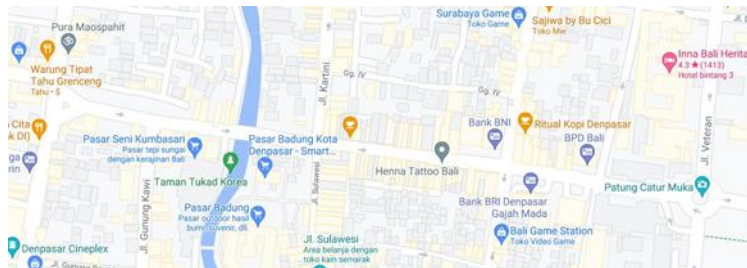 Pura Maospahit
Surabaya Game
Toko Game
Sajiwa by Bu Cici
Toko Mie
Warung Tipat
Tahu Grenceng
Tahu - $
Gg. IV
Gg. IV
Inna Bali Herita
4.3 ★ (1413)
Hotel bintang 3
Jl. Kartini
Cita
k DI)
Pasar Seni Kumbasari
Pasar tepi sungai
dengan kerajinan Bali
Pasar Badung Kota
Denpasar - Smart...
Bank BNI
Ritual Kopi Denpasar
BPD Bali
Jl. Veteran
ga
rin
Taman Tukad Korea
Henna Tattoo Bali
Jl. Gunung Kawi
Jl. Sulawesi
Patung Catur Muka
Pasar Badung
Pasar outdoor hasil
bumi, suvenir, dll.
Bank BRI Denpasar
Gajah Mada
Bali Game Station
Toko Video Game
Denpasar Cineplex
Jl. Sulawesi
Area belanja dengan
toko kain semarak